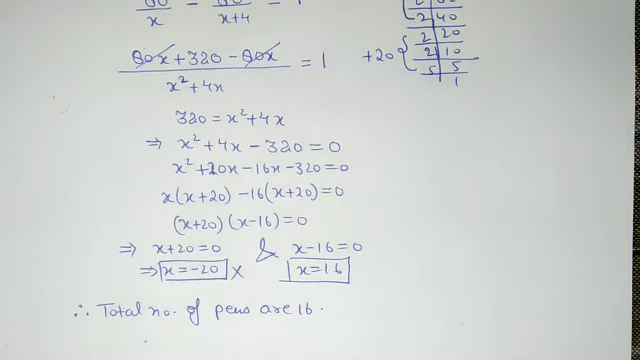 x - x+4 = 1
80x + 320 - 80x / x² + 4x = 1
320 = x² + 4x
⇒ x² + 4x - 320 = 0
x² + 20x - 16x - 320 = 0
x(x+20) - 16(x+20) = 0
(x+20) (x-16) = 0
⇒ x+20 = 0 & x-16 = 0
⇒ x = -20 × x = 16
∴ Total no. of pens are 16.
2 40
2 20
+20 2 10
5 5
1